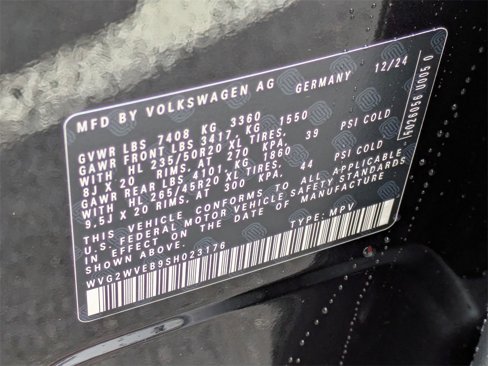 MFD BY VOLKSWAGEN AG GERMANY 12/24
GVWR LBS 7408 KG 3360
GAWR FRONT LBS 3417, KG 1550
WITH HL 235/50R20 XL TIRES. 39 PSI COLD
8J X 20 RIMS. AT 270 KPA.
GAWR REAR LBS 4101 KG 1860
WITH HL 265/45R20 XL TIRES. 44 PSI COLD
9.5J X 20 RIMS. AT 300 KPA.
THIS VEHICLE CONFORMS TO ALL APPLICABLE
U.S. FEDERAL MOTOR VEHICLE SAFETY STANDARDS
IN EFFECT ON THE DATE OF MANUFACTURE
SHOWN ABOVE.
TYPE: MPV
WVG2WVEB9SH023176
U005 0